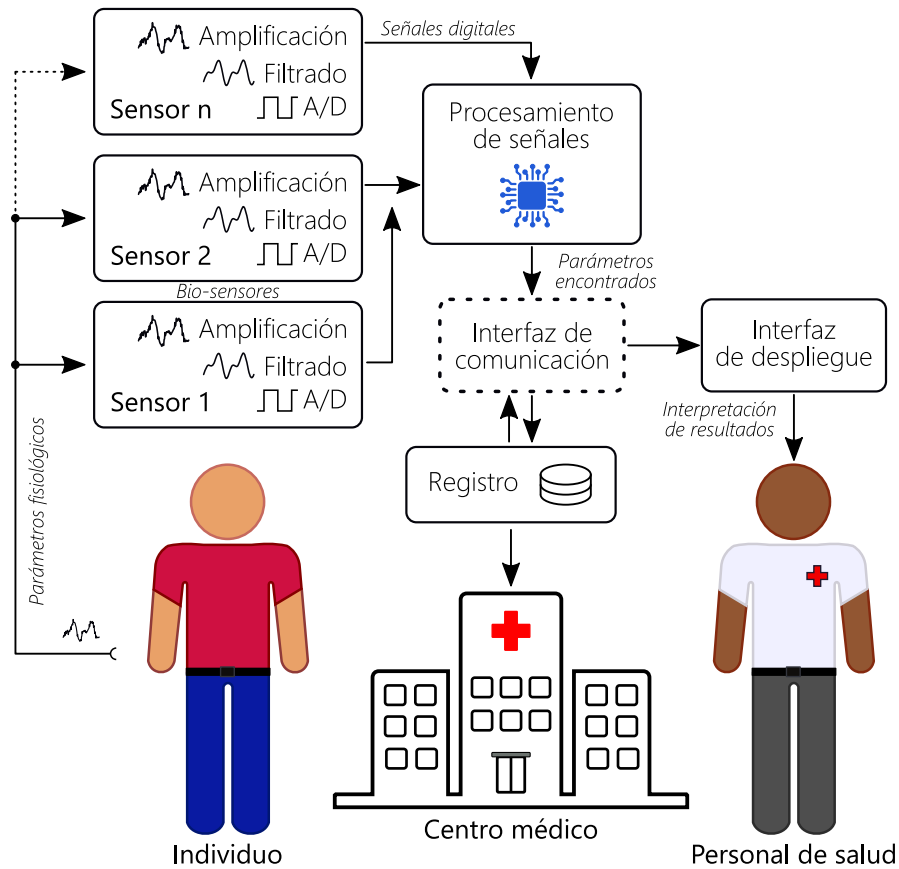 Amplificación
Filtrado
Sensor n
A/D
Señales digitales
Procesamiento
de señales
Amplificación
Filtrado
Sensor 2
A/D
Bio-sensores
Parámetros
encontrados
Amplificación
Filtrado
Sensor 1
A/D
Interfaz de
comunicación
Interfaz
de despliegue
Interpretación
de resultados
Registro
Parámetros fisiológicos
Individuo
Centro médico
Personal de salud